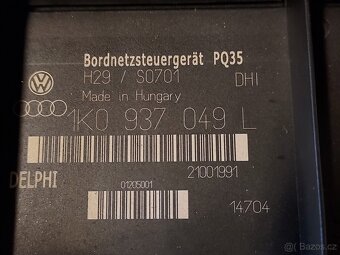 Bordnetzsteuergerät PQ35
H29 / S0701 DHI
Made in Hungary
1K0 937 049 L
DELPHI
21001991
01205001
14704
Bazos.cz